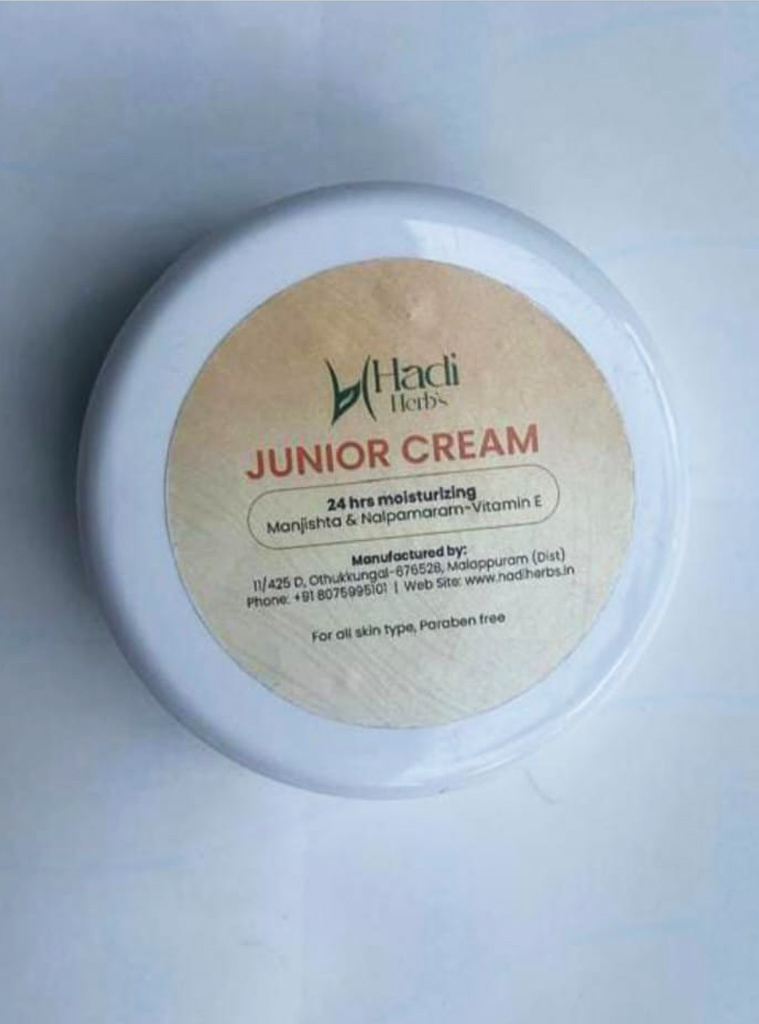 Hadi
Herb's
JUNIOR CREAM
24 hrs moisturizing
Manjishta & Nalpamaram-Vitamin E
Manufactured by:
11/425 D, Othukkungal-676528, Malappuram (Dist)
Phone: +91 8075995101 | Web Site: www.hadiherbs.in
For all skin type, Paraben free